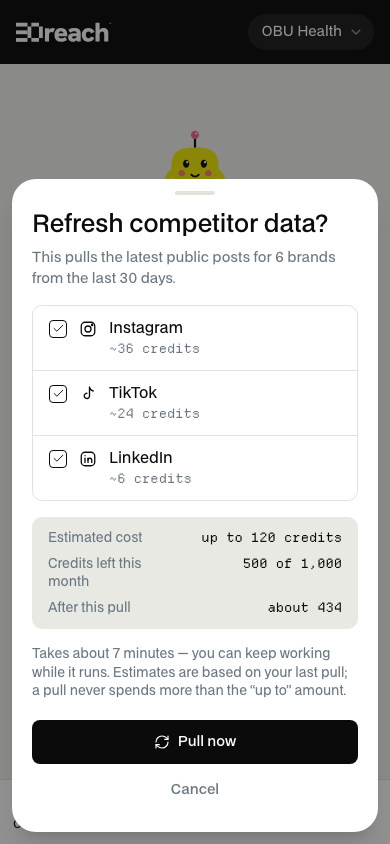 reach
OBU Health
Refresh competitor data?
This pulls the latest public posts for 6 brands
from the last 30 days.
Instagram
~36 credits
TikTok
~24 credits
LinkedIn
~6 credits
Estimated cost
up to 120 credits
Credits left this
month
500 of 1,000
After this pull
about 434
Takes about 7 minutes — you can keep working
while it runs. Estimates are based on your last pull;
a pull never spends more than the “up to” amount.
Pull now
Cancel